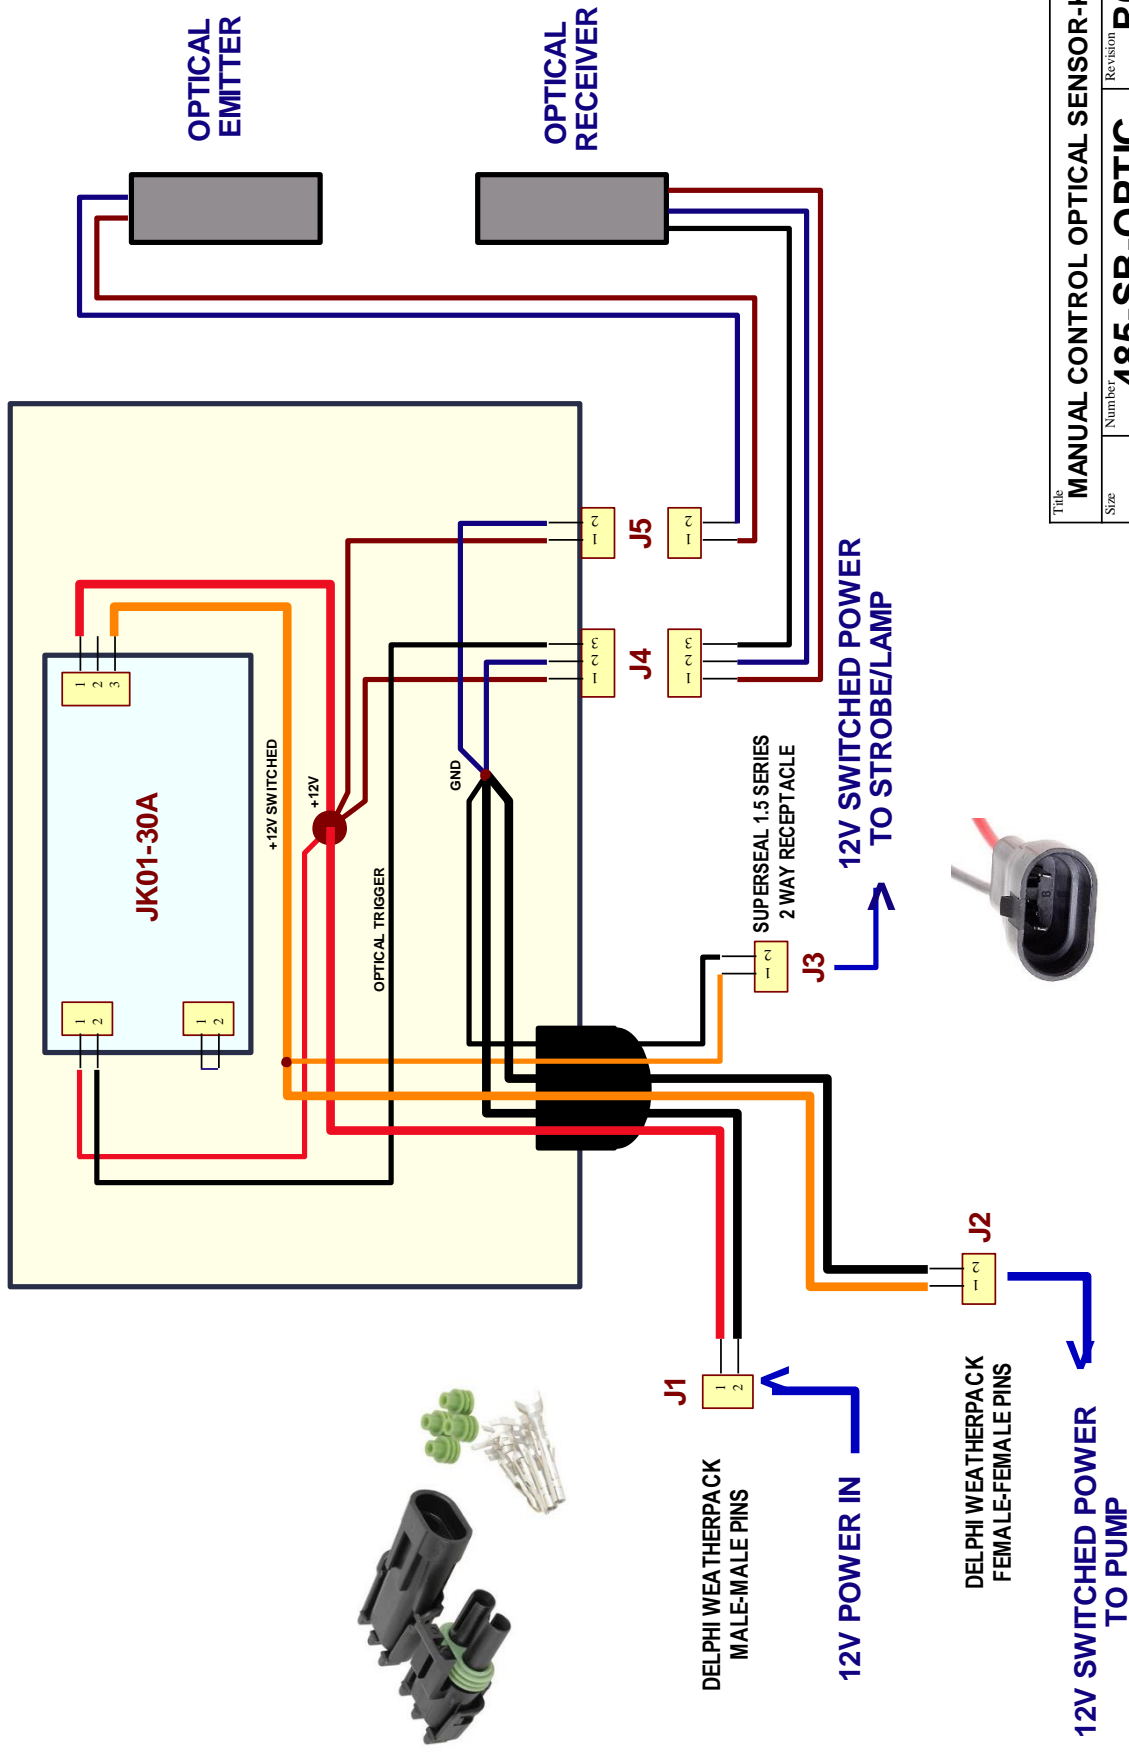 OPTICAL
EMITTER
OPTICAL
RECEIVER
JK01-30A
1
2
3
1
2
1
2
+12V SWITCHED
+12V
OPTICAL TRIGGER
GND
1
2
J5
1
2
1
2
3
J4
1
2
3
SUPERSEAL 1.5 SERIES
2 WAY RECEPTACLE
1
2
J3
12V SWITCHED POWER
TO STROBE/LAMP
J1
1
2
DELPHI WEATHERPACK
MALE-MALE PINS
12V POWER IN
J2
1
2
DELPHI WEATHERPACK
FEMALE-FEMALE PINS
12V SWITCHED POWER
TO PUMP
Title
MANUAL CONTROL OPTICAL
Size
Number
Revision